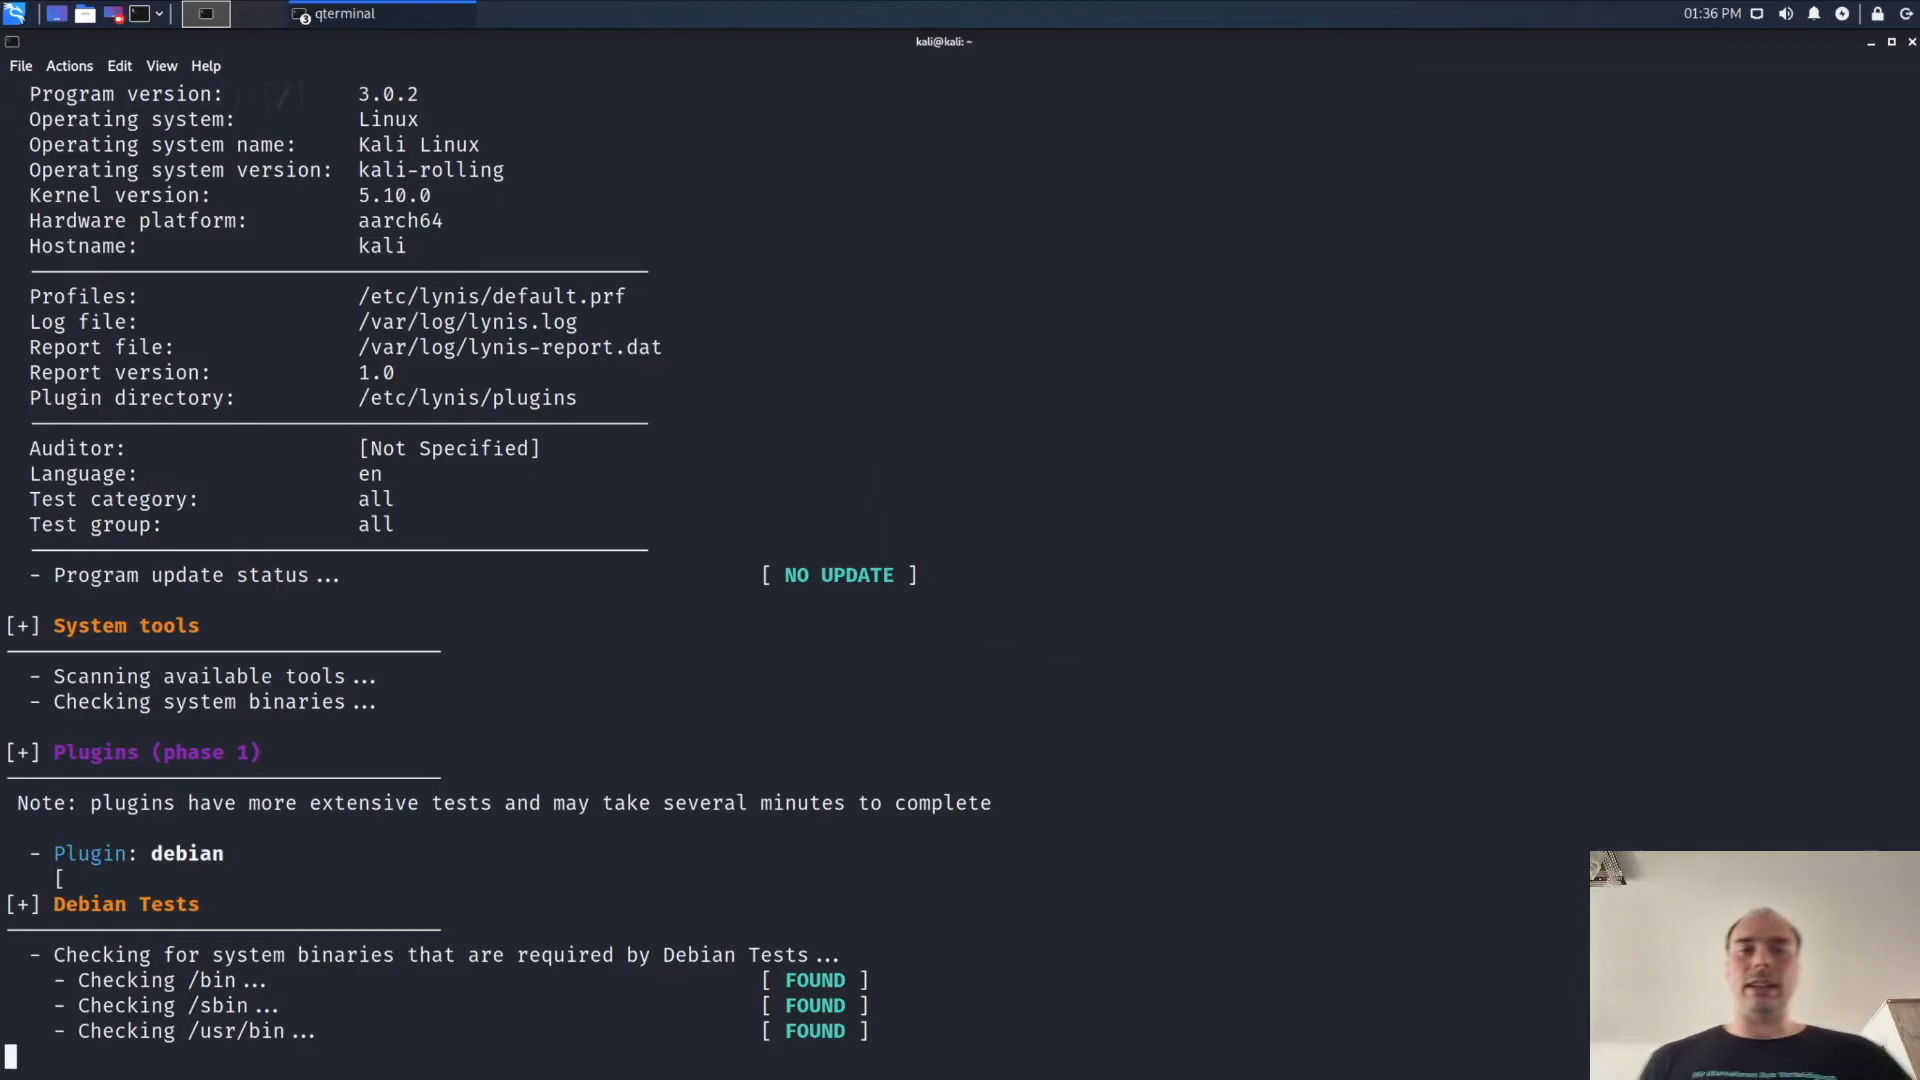 qterminal
3
01:36 PM
kali@kali: ~
File Actions Edit View Help
Program version: 3.0.2
Operating system: Linux
Operating system name: Kali Linux
Operating system version: kali-rolling
Kernel version: 5.10.0
Hardware platform: aarch64
Hostname: kali
Profiles: /etc/lynis/default.prf
Log file: /var/log/lynis.log
Report file: /var/log/lynis-report.dat
Report version: 1.0
Plugin directory: /etc/lynis/plugins
Auditor: [Not Specified]
Language: en
Test category: all
Test group: all
- Program update status... [ NO UPDATE ]
[+] System tools
- Scanning available tools...
- Checking system binaries...
[+] Plugins (phase 1)
Note: plugins have more extensive tests and may take several minutes to complete
- Plugin: debian
[
[+] Debian Tests
- Checking for system binaries that are required by Debian Tests...
- Checking /bin... [ FOUND ]
- Checking /sbin... [ FOUND ]
- Checking /usr/bin... [ FOUND ]